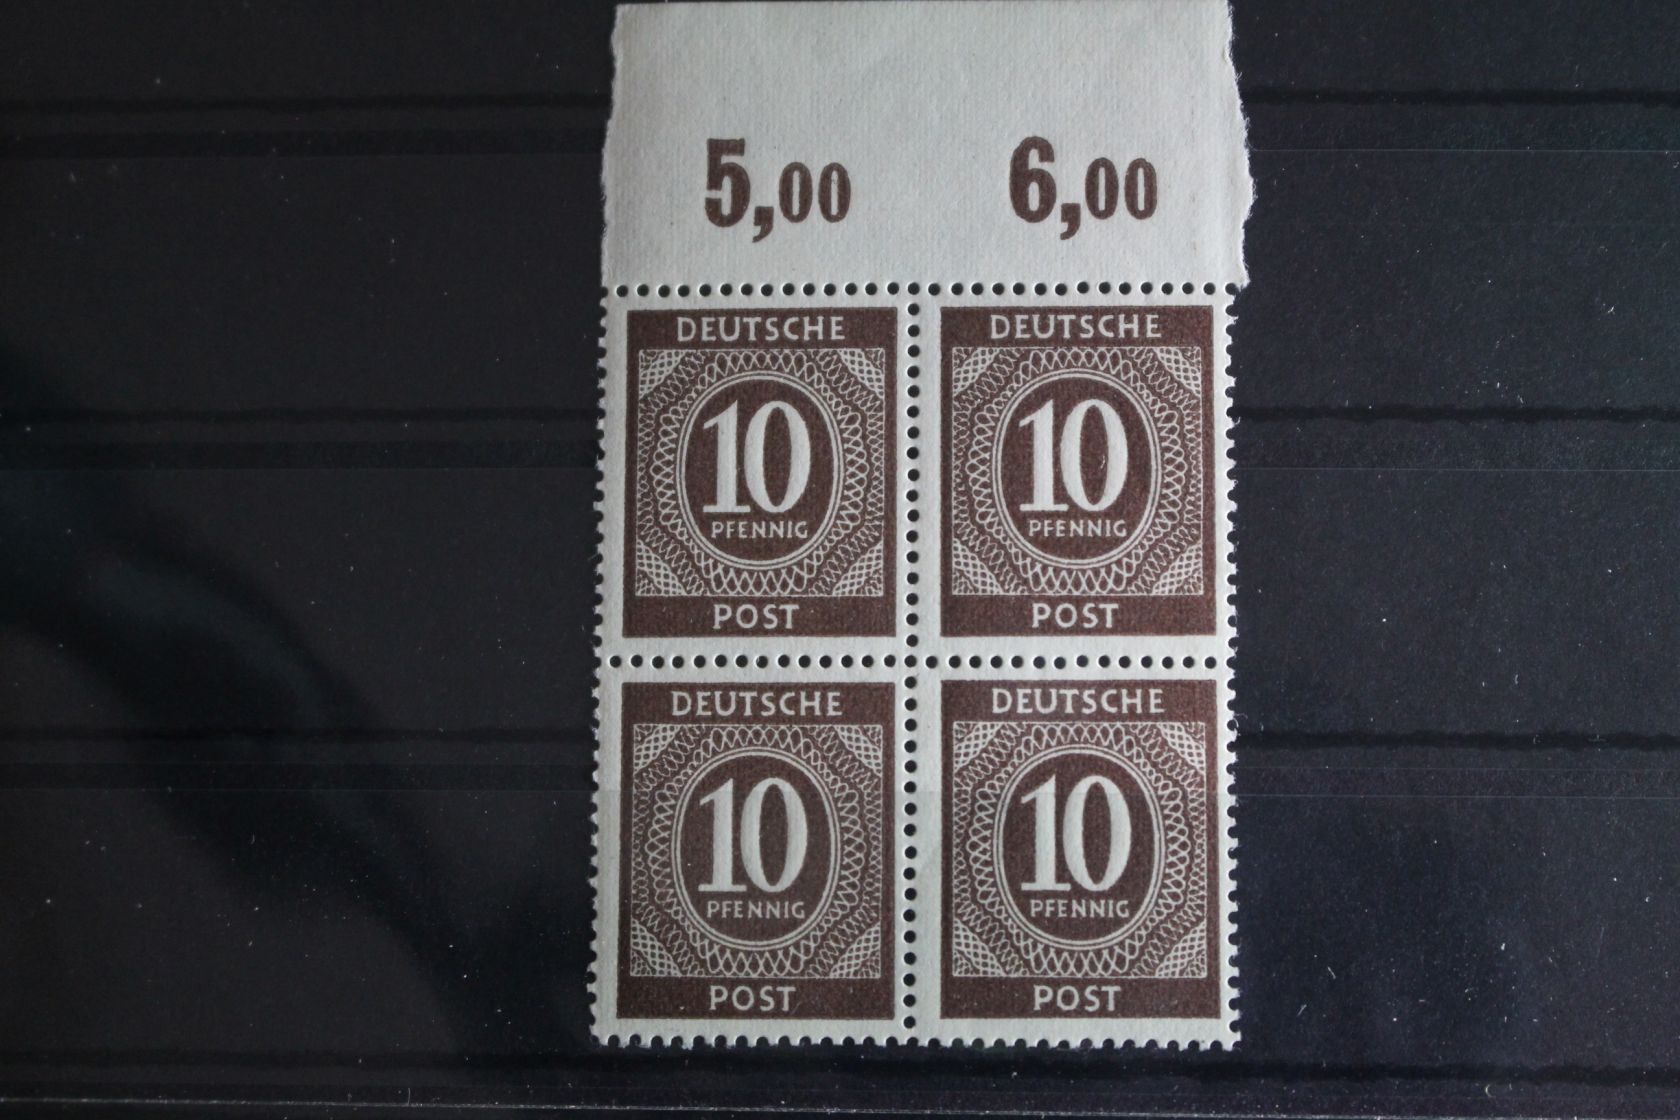 5,00 6,00
DEUTSCHE DEUTSCHE
10 10
PFENNIG PFENNIG
POST POST
DEUTSCHE DEUTSCHE
10 10
PFENNIG PFENNIG
POST POST